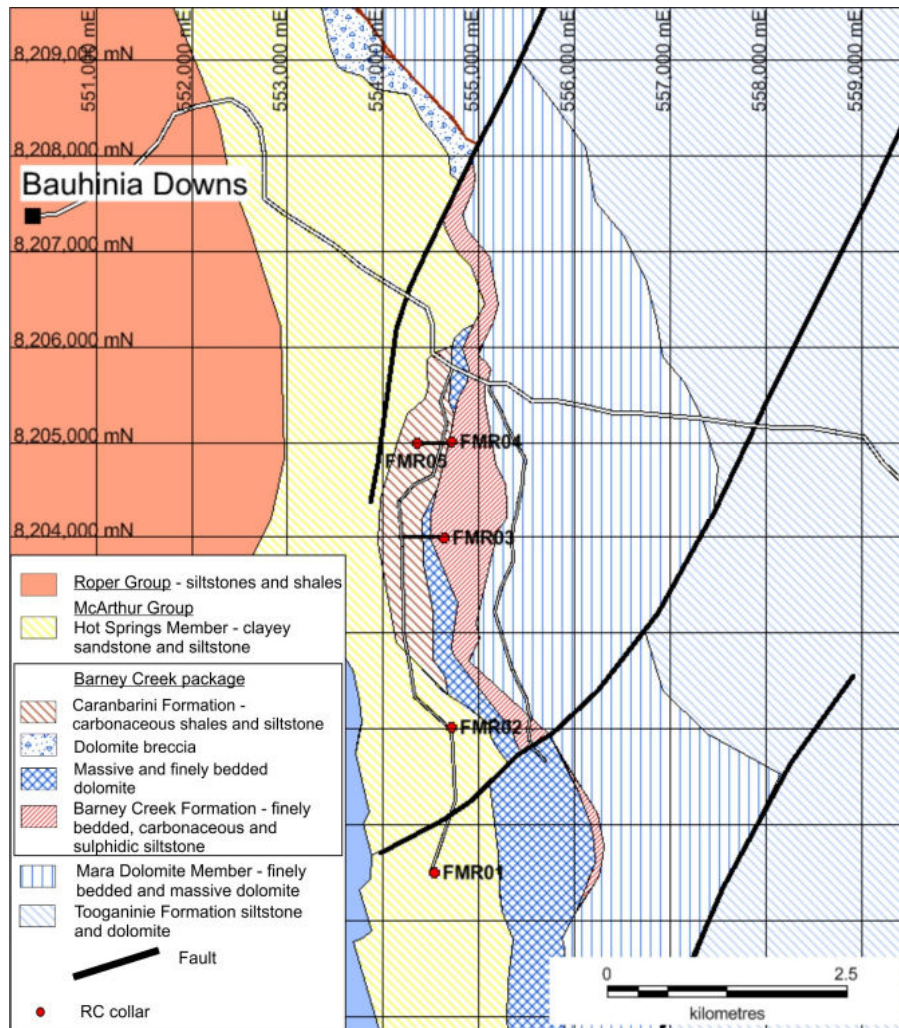 551,000 mE
552,000 mE
553,000 mE
554,000 mE
555,000 mE
556,000 mE
557,000 mE
558,000 mE
559,000 mE
8,209,000 mN
8,208,000 mN
Bauhinia Downs
8,207,000 mN
8,206,000 mN
8,205,000 mN
FMR04
FMR05
8,204,000 mN
FMR03
FMR02
FMR01
Roper Group - siltstones and shales
McArthur Group
Hot Springs Member - clayey
sandstone and siltstone
Barney Creek package
Caranbarini Formation -
carbonaceous shales and siltstone
Dolomite breccia
Massive and finely bedded
dolomite
Barney Creek Formation - finely
bedded, carbonaceous and
sulphidic siltstone
Mara Dolomite Member - finely
bedded and massive dolomite
Tooganinie Formation siltstone
and dolomite
Fault
RC collar
0 2.5
kilometres